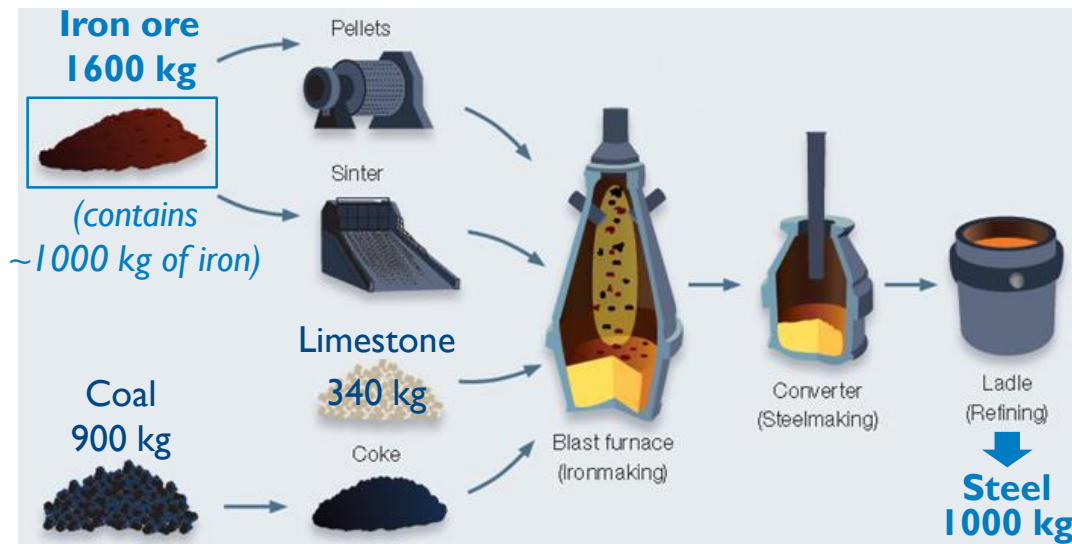 Iron ore
1600 kg
(contains
~1000 kg of iron)
Pellets
Sinter
Limestone
340 kg
Coal
900 kg
Coke
Blast furnace
(Ironmaking)
Converter
(Steelmaking)
Ladle
(Refining)
Steel
1000 kg